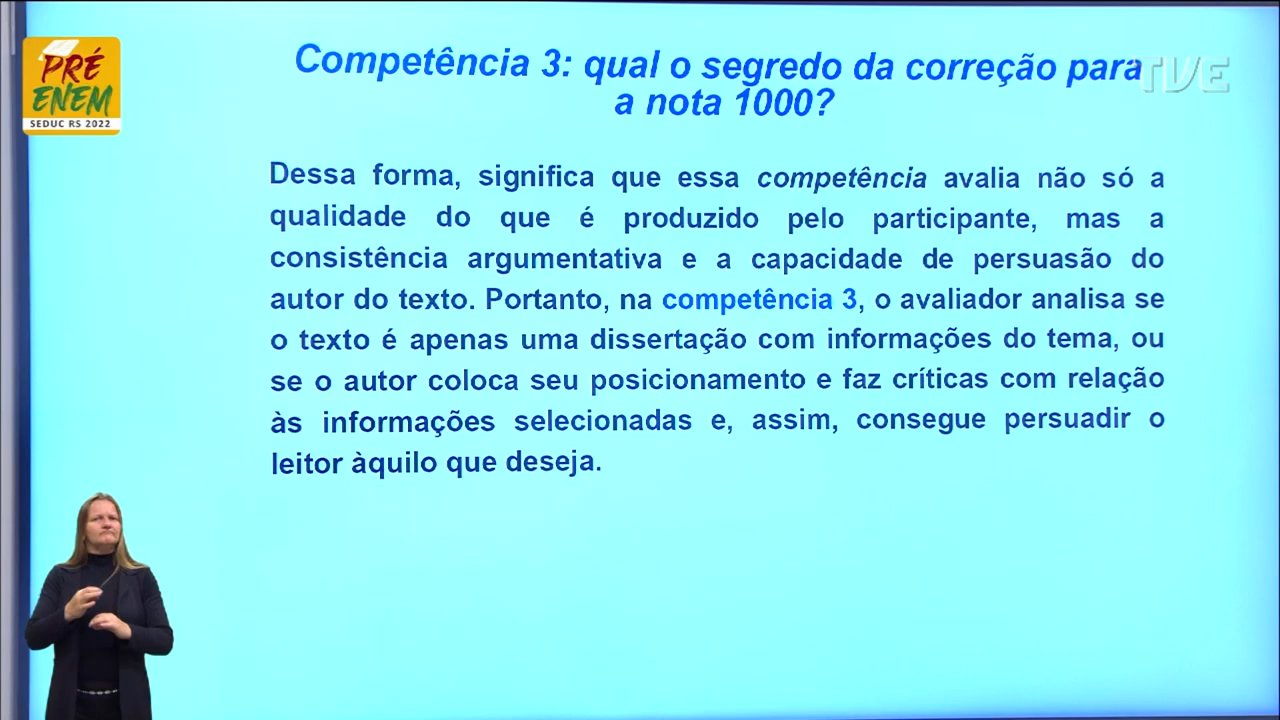 PRÉ
ENEM
SEDUC RS 2022
TVE
Competência 3: qual o segredo da correção para
a nota 1000?
Dessa forma, significa que essa competência avalia não só a
qualidade do que é produzido pelo participante, mas a
consistência argumentativa e a capacidade de persuasão do
autor do texto. Portanto, na competência 3, o avaliador analisa se
o texto é apenas uma dissertação com informações do tema, ou
se o autor coloca seu posicionamento e faz críticas com relação
às informações selecionadas e, assim, consegue persuadir o
leitor àquilo que deseja.